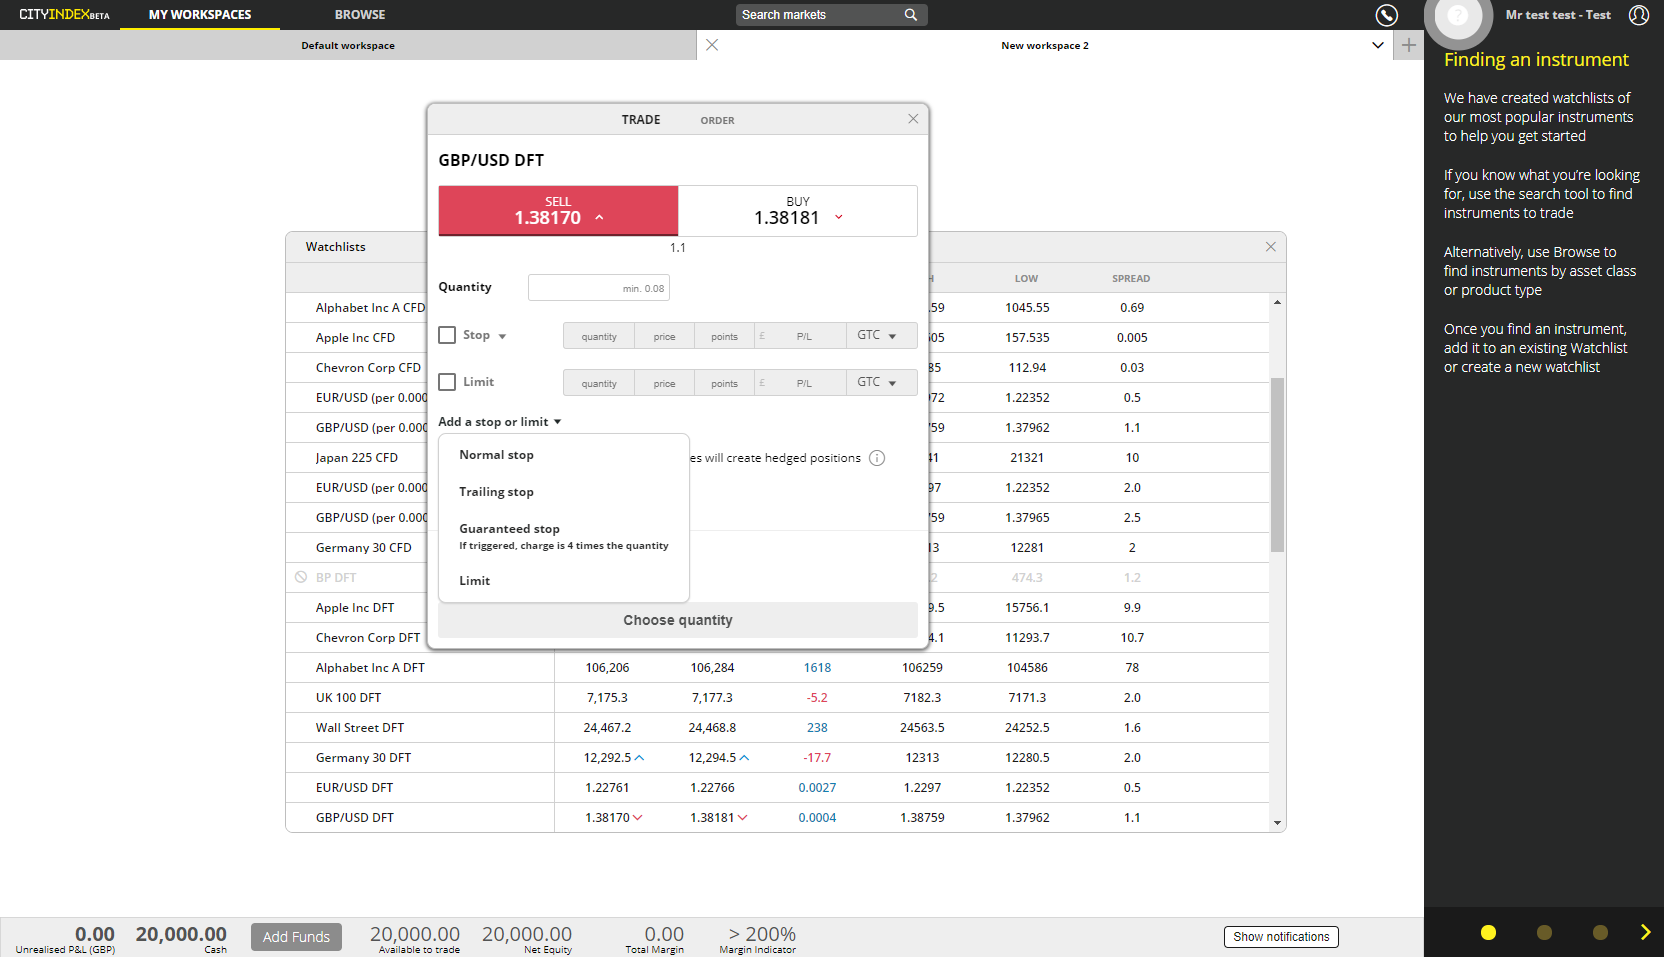 CITYINDEX BETA
MY WORKSPACES
BROWSE
Search markets
?
Mr test test - Test
Default workspace
New workspace 2
TRADE
ORDER
GBP/USD DFT
SELL
1.38170
BUY
1.38181
1.1
Quantity
min. 0.08
Stop
quantity price points £ P/L GTC
Limit
quantity price points £ P/L GTC
Add a stop or limit
Normal stop
es will create hedged positions
Trailing stop
Guaranteed stop
If triggered, charge is 4 times the quantity
Limit
Choose quantity
Watchlists
H LOW SPREAD
Alphabet Inc A CFD .59 1045.55 0.69
Apple Inc CFD 05 157.535 0.005
Chevron Corp CFD 85 112.94 0.03
EUR/USD (per 0.000 972 1.22352 0.5
GBP/USD (per 0.000 759 1.37962 1.1
Japan 225 CFD 41 21321 10
EUR/USD (per 0.000 97 1.22352 2.0
GBP/USD (per 0.000 759 1.37965 2.5
Germany 30 CFD 13 12281 2
BP DFT .2 474.3 1.2
Apple Inc DFT 9.5 15756.1 9.9
Chevron Corp DFT 4.1 11293.7 10.7
Alphabet Inc A DFT 106,206 106,284 1618 106259 104586 78
UK 100 DFT 7,175.3 7,177.3 -5.2 7182.3 7171.3 2.0
Wall Street DFT 24,467.2 24,468.8 238 24563.5 24252.5 1.6
Germany 30 DFT 12,292.5 12,294.5 -17.7 12313 12280.5 2.0
EUR/USD DFT 1.22761 1.22766 0.0027 1.2297 1.22352 0.5
GBP/USD DFT 1.38170 1.38181 0.0004 1.38759 1.37962 1.1
Finding an instrument
We have created watchlists of
our most popular instruments
to help you get started
If you know what you're looking
for, use the search tool to find
instruments to trade
Alternatively, use Browse to
find instruments by asset class
or product type
Once you find an instrument,
add it to an existing Watchlist
or create a new watchlist
0.00
Unrealised P&L (GBP)
20,000.00
Cash
Add Funds
20,000.00
Available to trade
20,000.00
Net Equity
0.00
Total Margin
> 200%
Margin Indicator
Show notifications